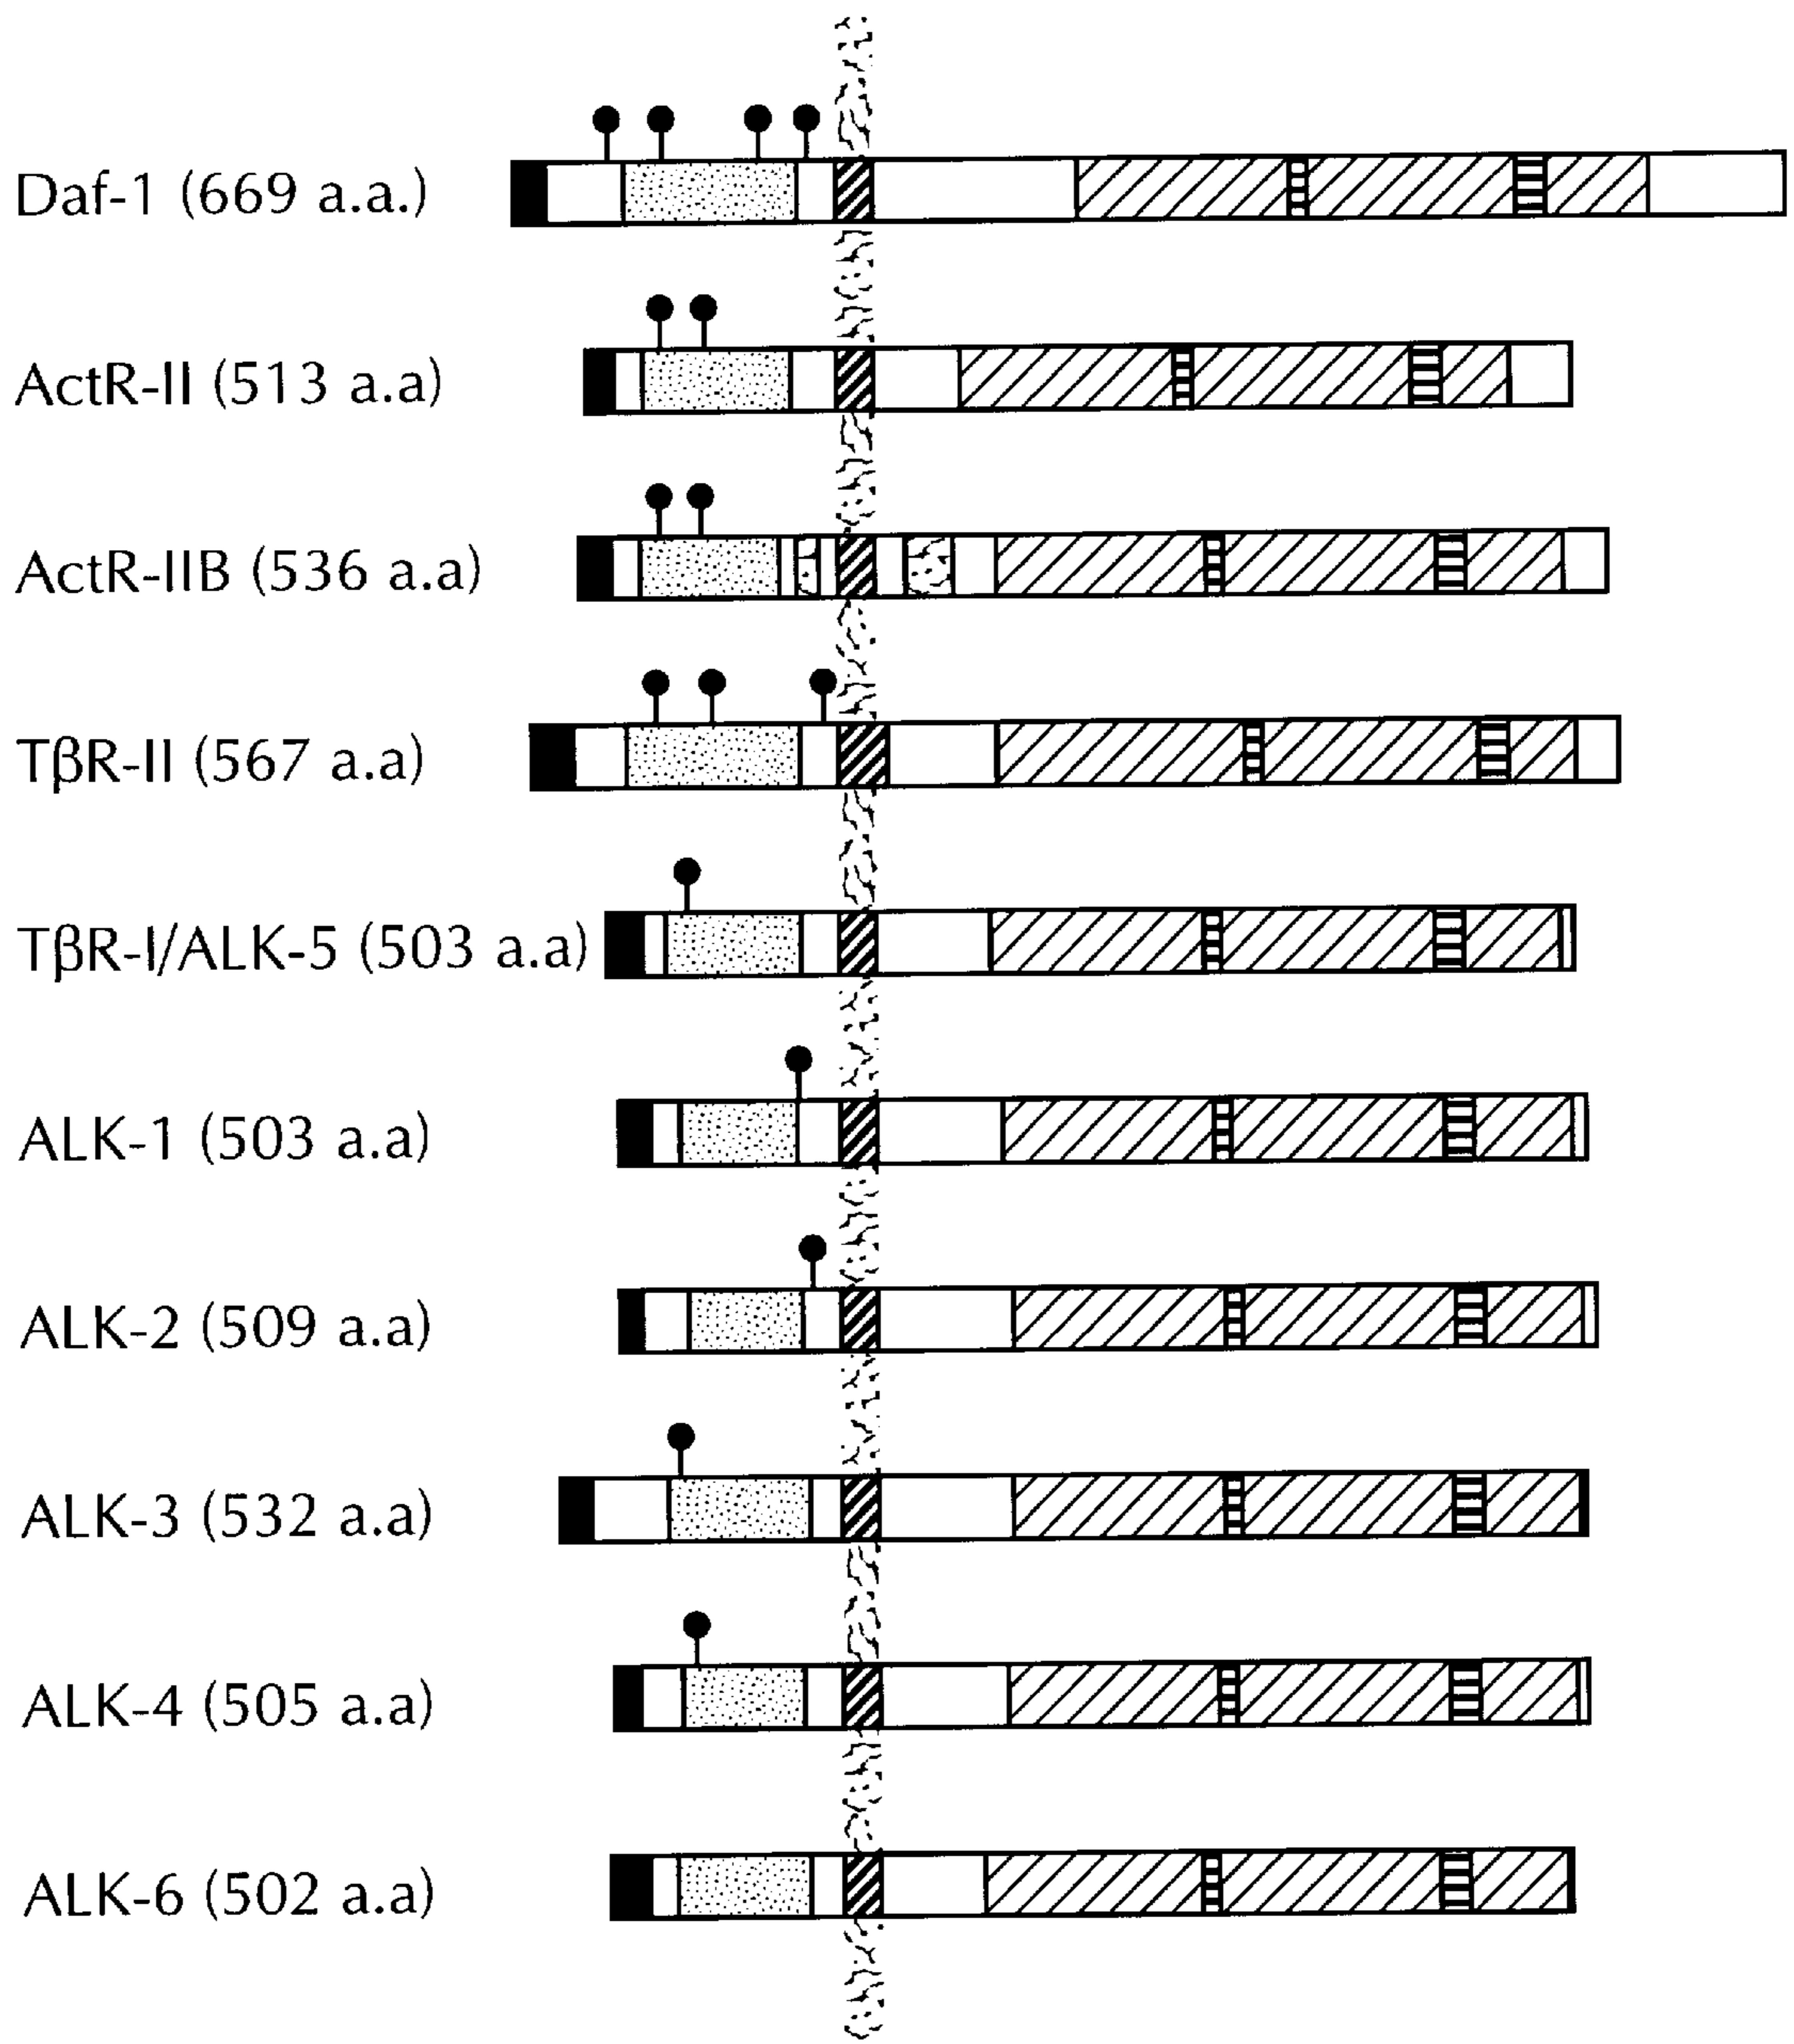 Daf-1 (669 a.a.)
ActR-II (513 a.a)
ActR-IIB (536 a.a)
TβR-II (567 a.a)
TβR-I/ALK-5 (503 a.a)
ALK-1 (503 a.a)
ALK-2 (509 a.a)
ALK-3 (532 a.a)
ALK-4 (505 a.a)
ALK-6 (502 a.a)